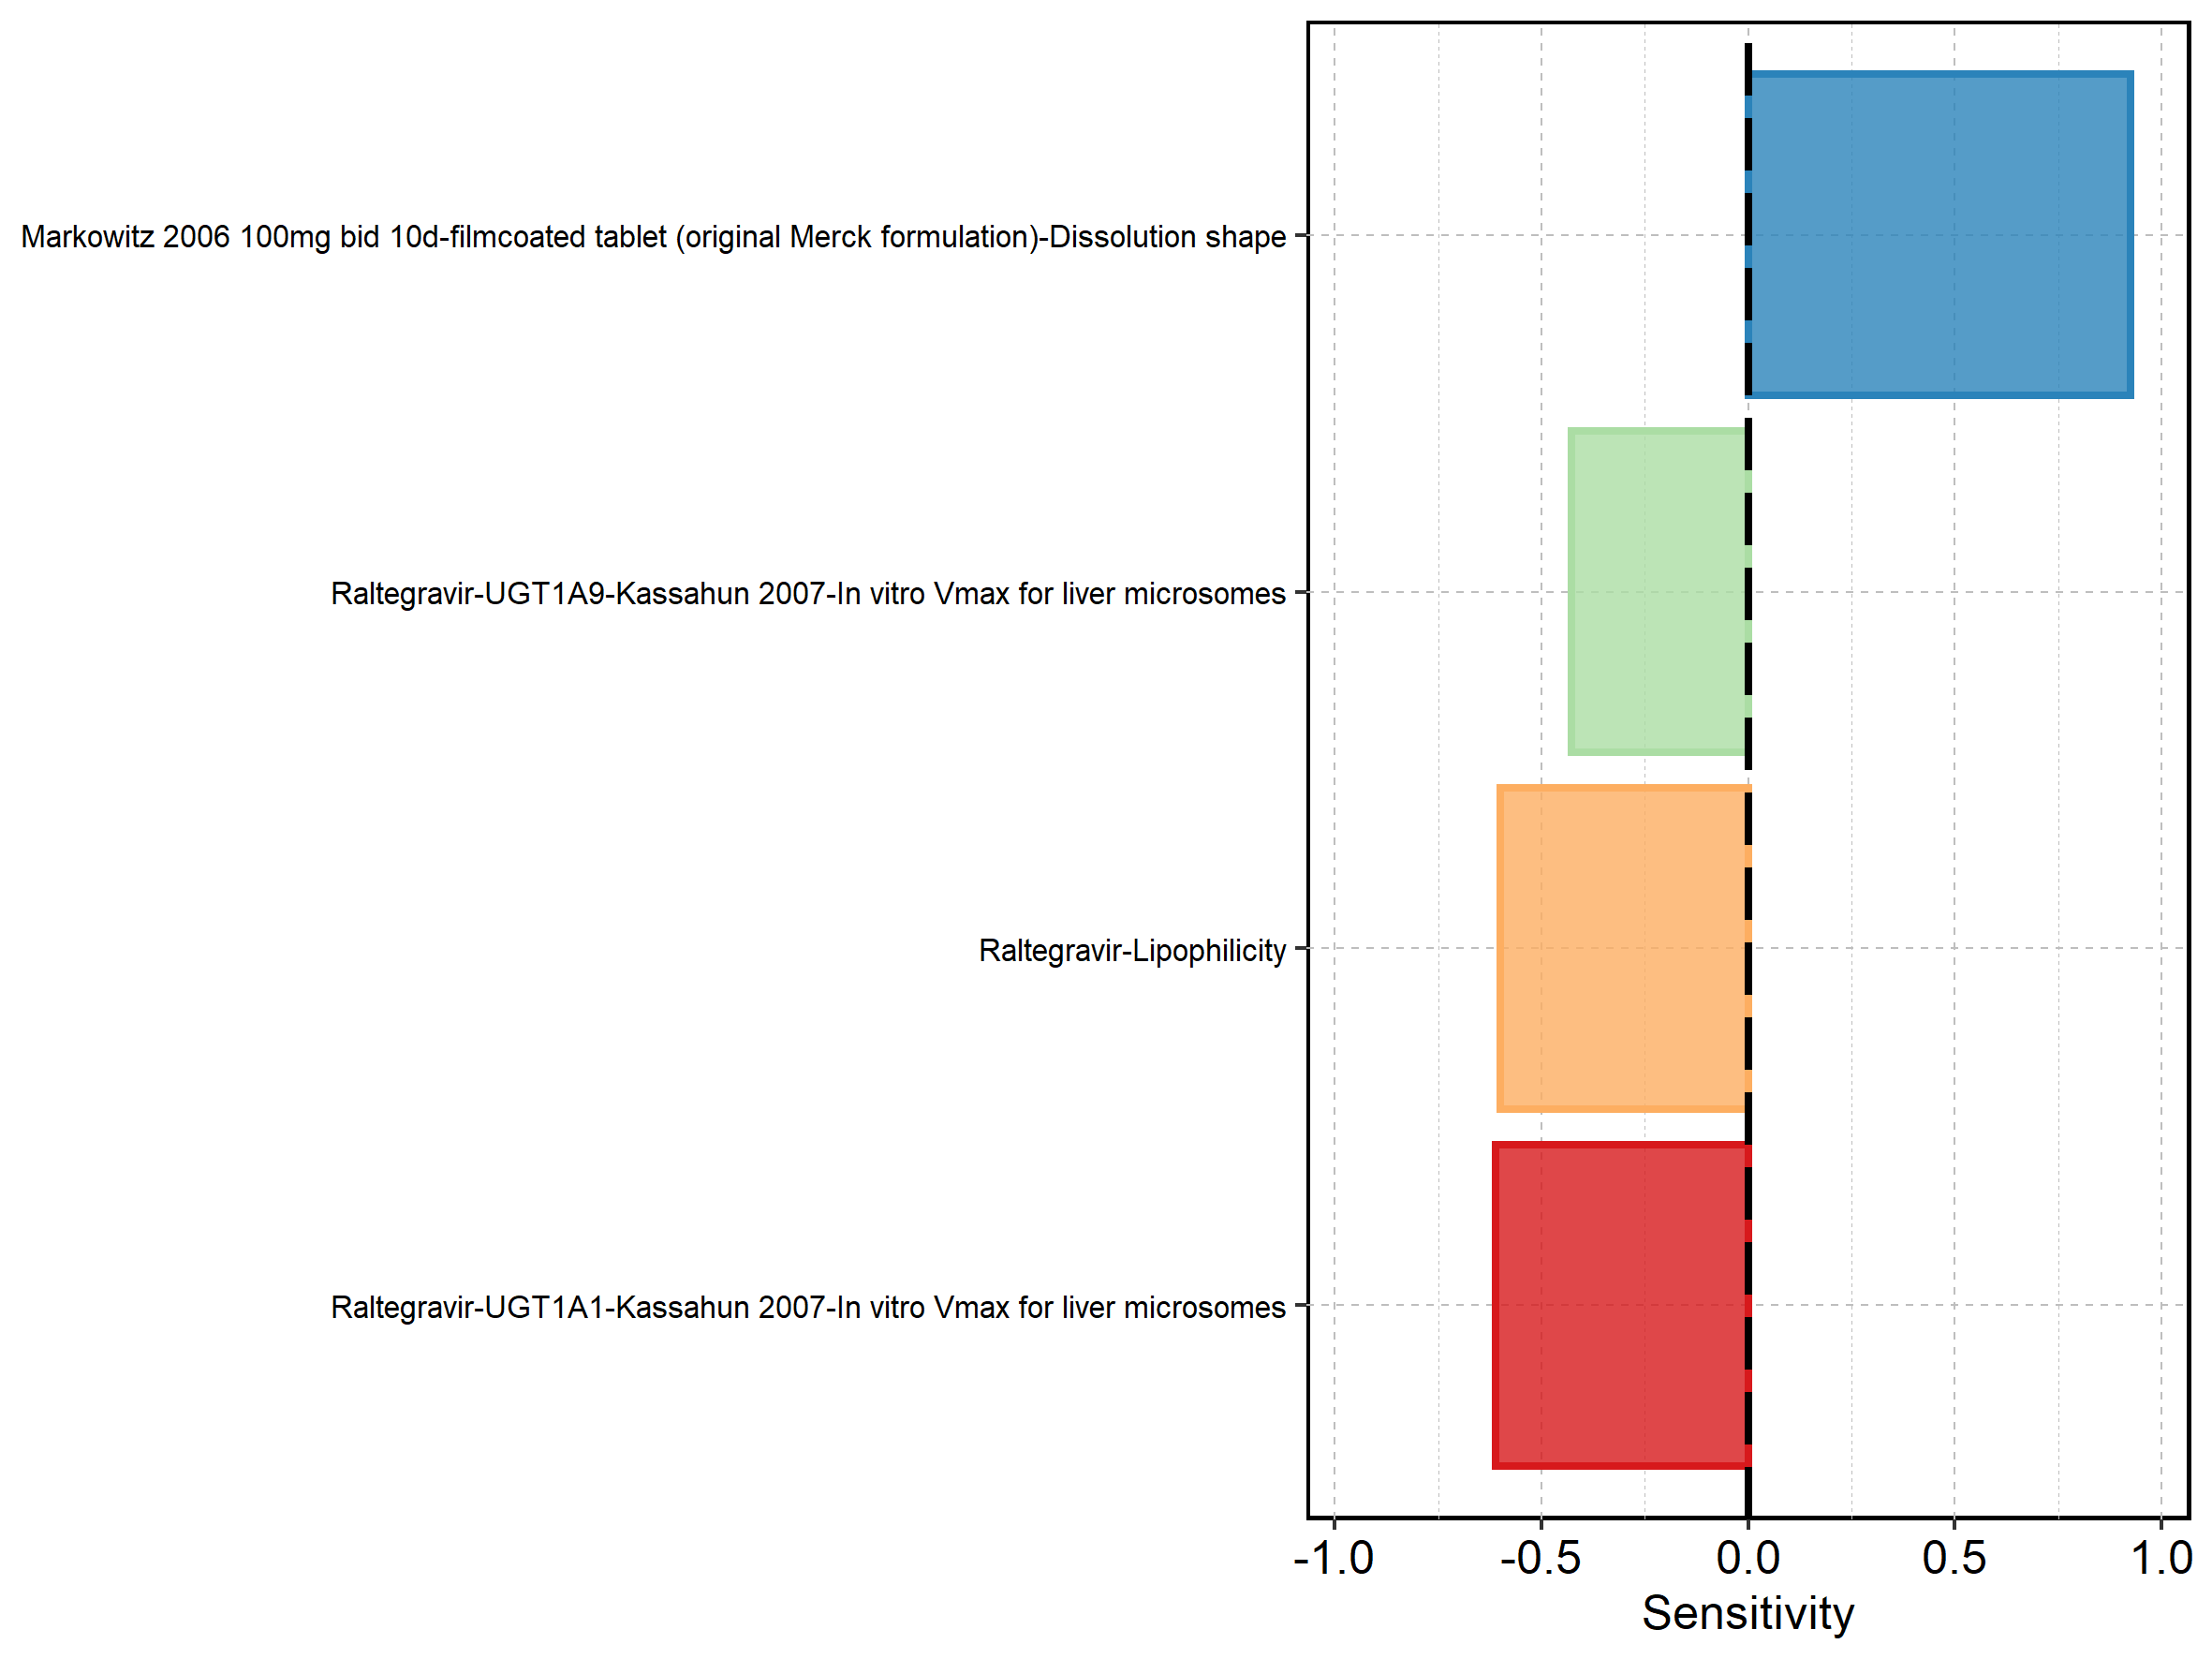 Markowitz 2006 100mg bid 10d-filmcoated tablet (original Merck formulation)-Dissolution shape
Raltegravir-UGT1A9-Kassahun 2007-In vitro Vmax for liver microsomes
Raltegravir-Lipophilicity
Raltegravir-UGT1A1-Kassahun 2007-In vitro Vmax for liver microsomes
-1.0 -0.5 0.0 0.5 1.0
Sensitivity